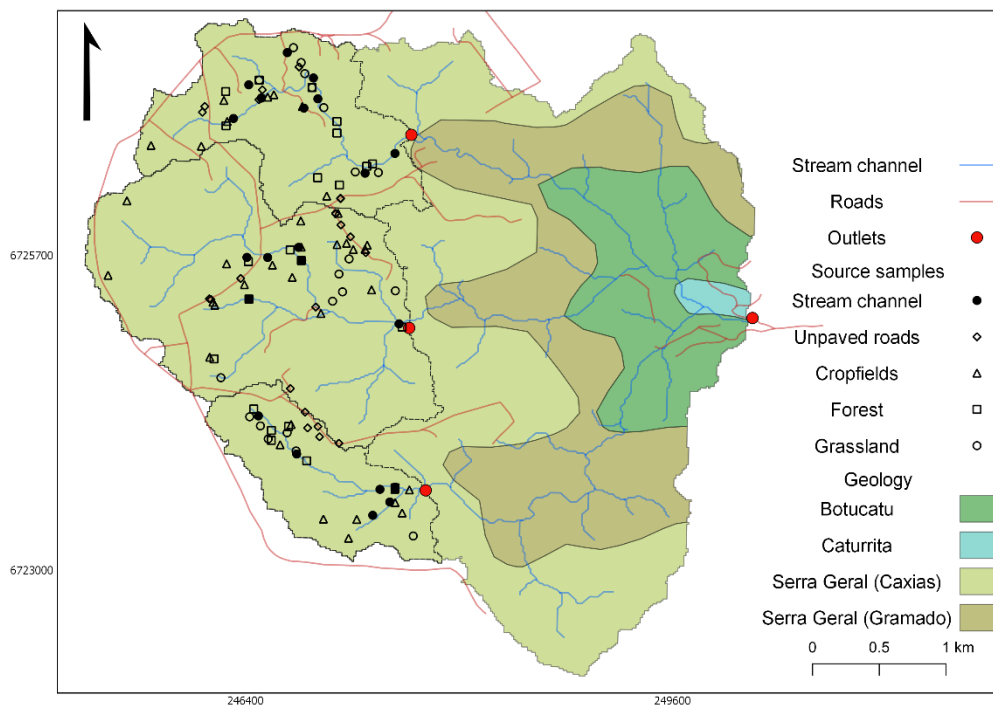 Stream channel
Roads
6725700
Outlets
Source samples
Stream channel
Unpaved roads
Cropfields
Forest
Grassland
Geology
Botucatu
Caturrita
6723000
Serra Geral (Caxias)
Serra Geral (Gramado)
0 0.5 1 km
246400 249600